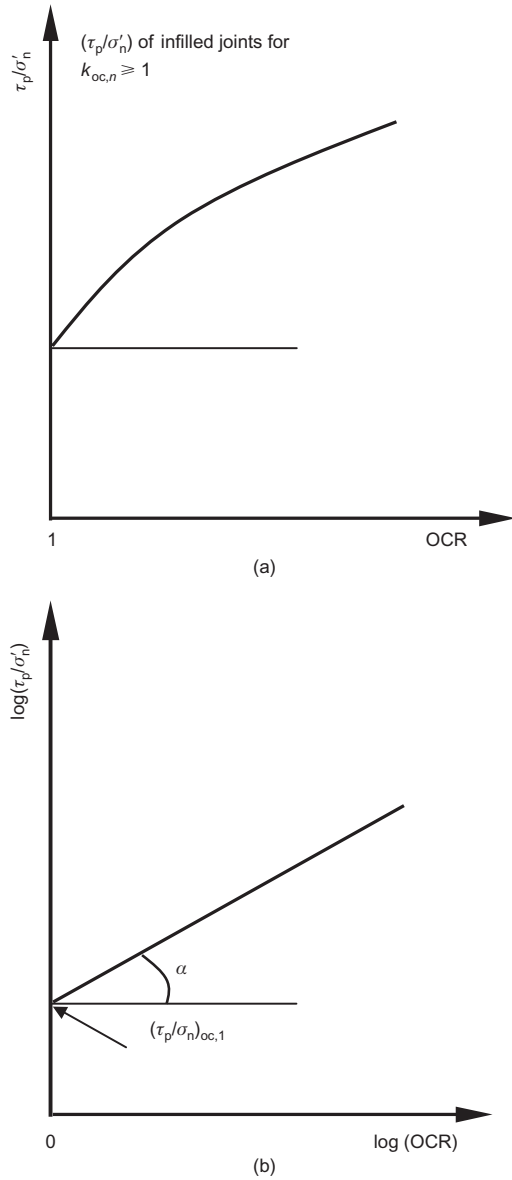 τp/σ′n
(τp/σ′n) of infilled joints for
koc,n ⩾ 1
1
OCR
(a)
log(τp/σ′n)
α
(τp/σn)oc,1
0
log (OCR)
(b)